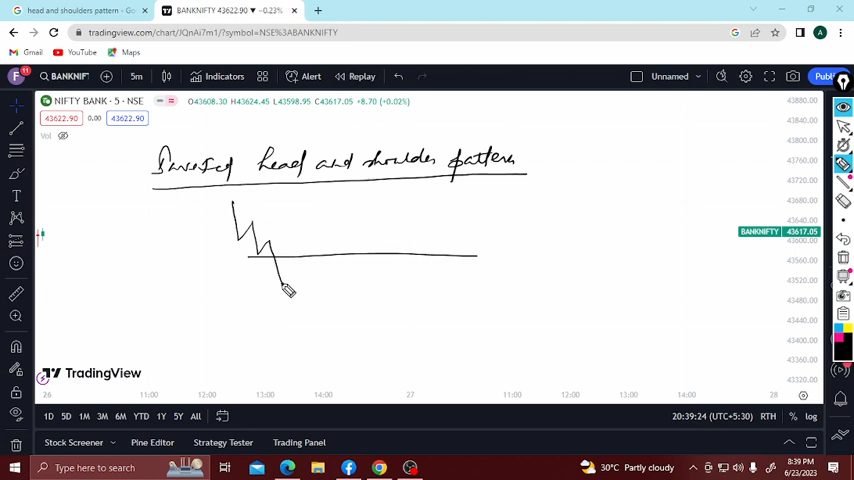 head and shoulders pattern - Goo
BANKNIFTY 43622.90 ▼ −0.23%
tradingview.com/chart/JQnAi7m1/?symbol=NSE%3ABANKNIFTY
Gmail YouTube Maps
F 11 BANKNIFT 5m Indicators Alert Replay Unnamed Publi
NIFTY BANK · 5 · NSE O43608.30 H43624.45 L43598.95 C43617.05 +8.70 (+0.02%)
43622.90 0.00 43622.90
Vol
43880.00
43840.00
43800.00
43760.00
43720.00
43680.00
43640.00
BANKNIFTY 43617.05
43600.00
43560.00
43520.00
43480.00
43440.00
43400.00
43360.00
43320.00
head and shoulder pattern
TradingView
26 11:00 12:00 13:00 14:00 27 11:00 12:00 13:00 14:00 28
1D 5D 1M 3M 6M YTD 1Y 5Y All 20:39:24 (UTC+5:30) RTH % log
Stock Screener Pine Editor Strategy Tester Trading Panel
Type here to search 30°C Partly cloudy 8:39 PM
6/23/2023